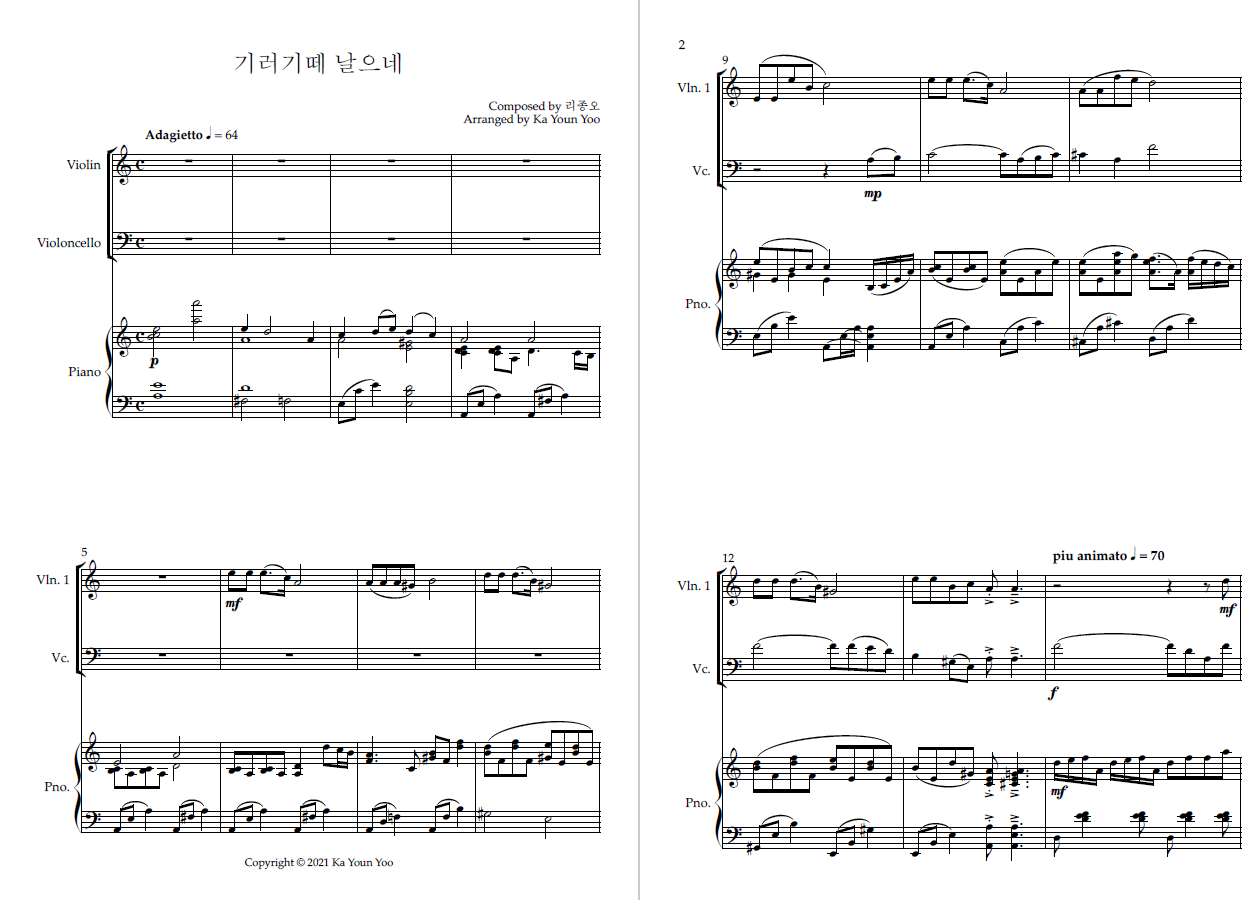 기러기떼 날으네
Composed by 리종오
Arranged by Ka Youn Yoo
Adagietto ♩ = 64
Violin
Violoncello
p
Piano
5
Vln. 1
mf
Vc.
Pno.
Copyright © 2021 Ka Youn Yoo
2
9
Vln. 1
Vc.
mp
Pno.
12
piu animato ♩ = 70
Vln. 1
mf
Vc.
f
Pno.
mf